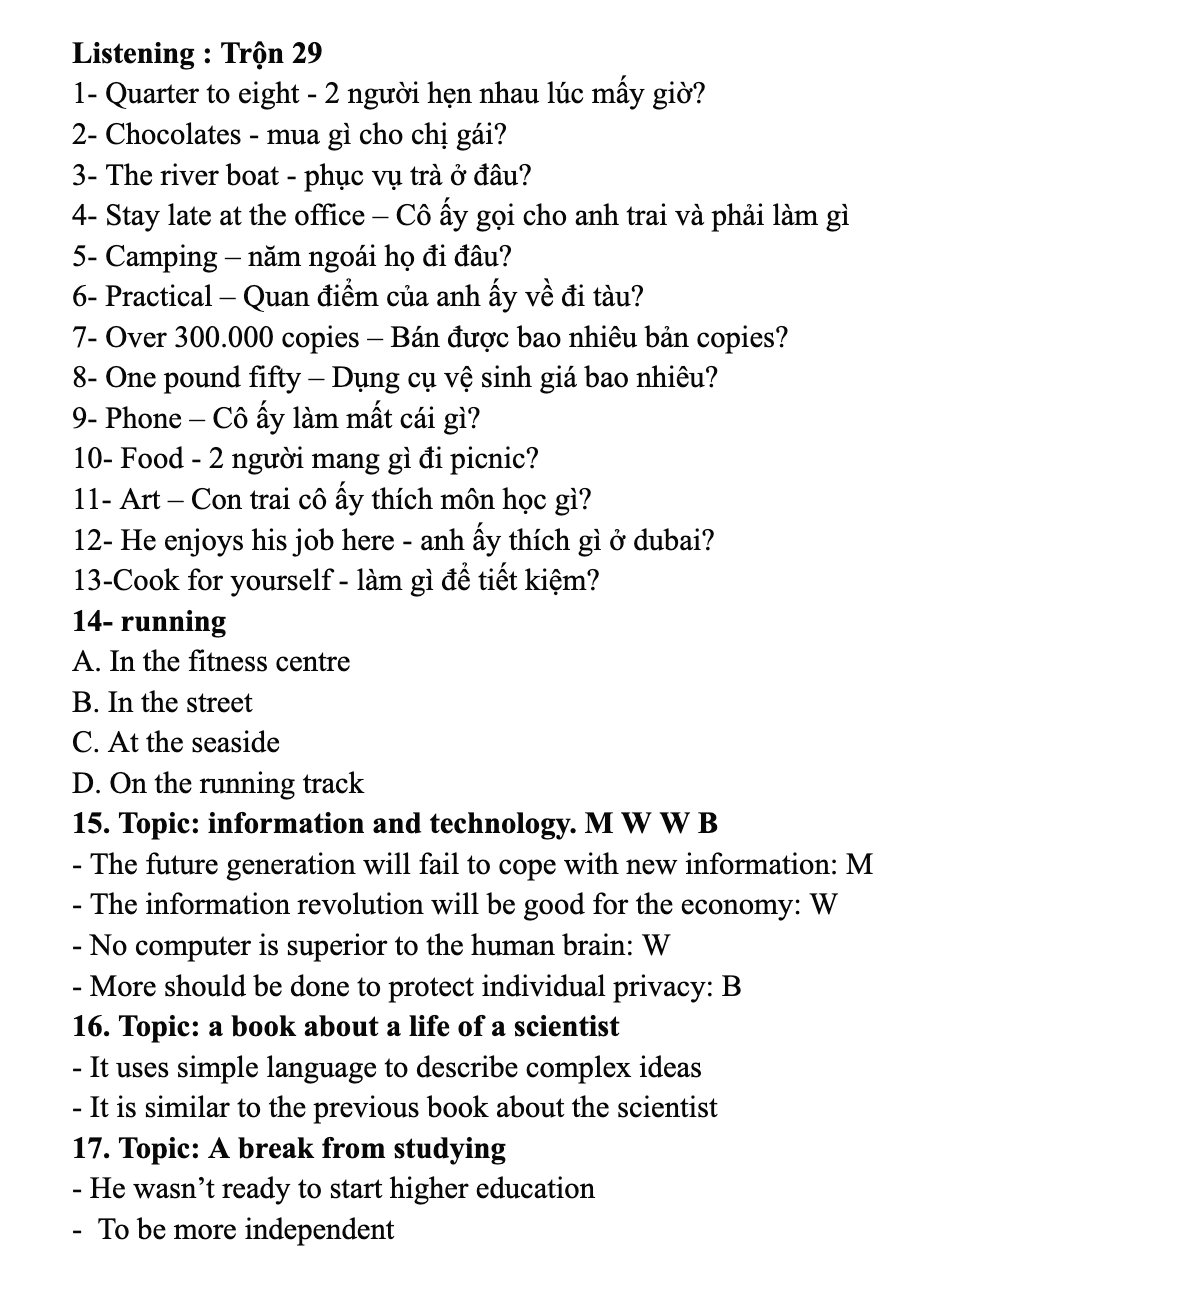 Listening : Trộn 29
1- Quarter to eight - 2 người hẹn nhau lúc mấy giờ?
2- Chocolates - mua gì cho chị gái?
3- The river boat - phục vụ trà ở đâu?
4- Stay late at the office – Cô ấy gọi cho anh trai và phải làm gì
5- Camping – năm ngoái họ đi đâu?
6- Practical – Quan điểm của anh ấy về đi tàu?
7- Over 300.000 copies – Bán được bao nhiêu bản copies?
8- One pound fifty – Dụng cụ vệ sinh giá bao nhiêu?
9- Phone – Cô ấy làm mất cái gì?
10- Food - 2 người mang gì đi picnic?
11- Art – Con trai cô ấy thích môn học gì?
12- He enjoys his job here - anh ấy thích gì ở dubai?
13-Cook for yourself - làm gì để tiết kiệm?
14- running
A. In the fitness centre
B. In the street
C. At the seaside
D. On the running track
15. Topic: information and technology. M W W B
- The future generation will fail to cope with new information: M
- The information revolution will be good for the economy: W
- No computer is superior to the human brain: W
- More should be done to protect individual privacy: B
16. Topic: a book about a life of a scientist
- It uses simple language to describe complex ideas
- It is similar to the previous book about the scientist
17. Topic: A break from studying
- He wasn’t ready to start higher education
- To be more independent